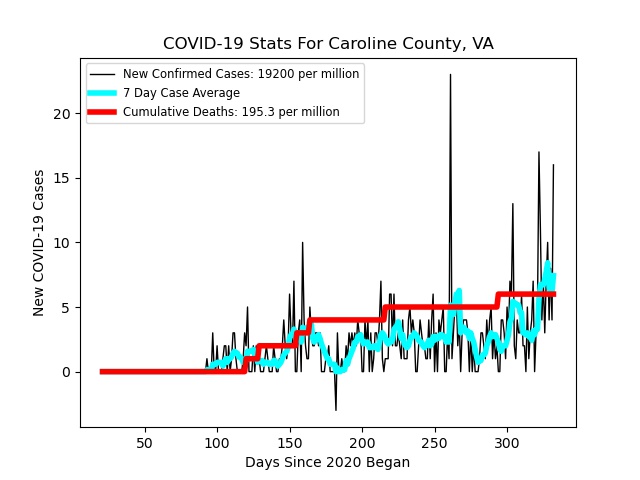 COVID-19 Stats For Caroline County, VA
New Confirmed Cases: 19200 per million
7 Day Case Average
Cumulative Deaths: 195.3 per million
New COVID-19 Cases
20
15
10
5
0
50 100 150 200 250 300
Days Since 2020 Began